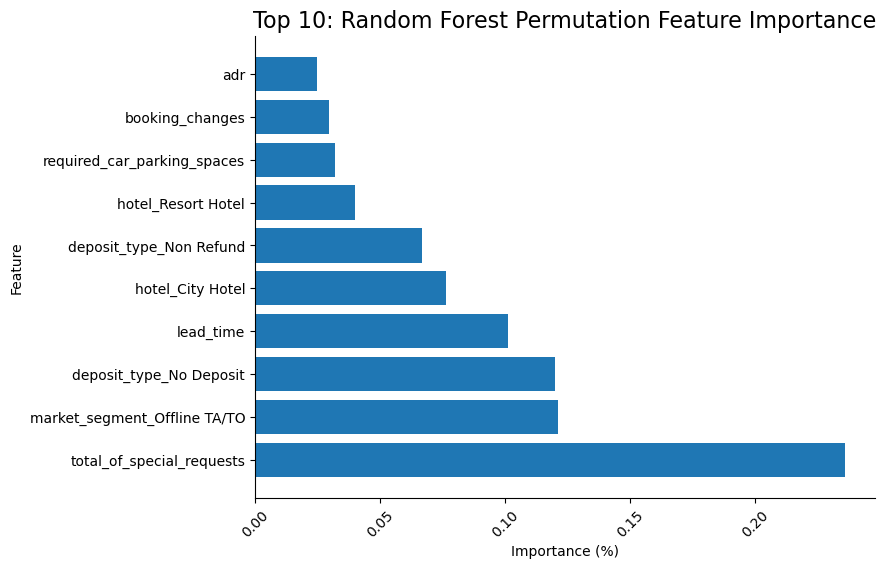 Top 10: Random Forest Permutation Feature Importance
Feature
adr
booking_changes
required_car_parking_spaces
hotel_Resort Hotel
deposit_type_Non Refund
hotel_City Hotel
lead_time
deposit_type_No Deposit
market_segment_Offline TA/TO
total_of_special_requests
0.00 0.05 0.10 0.15 0.20
Importance (%)